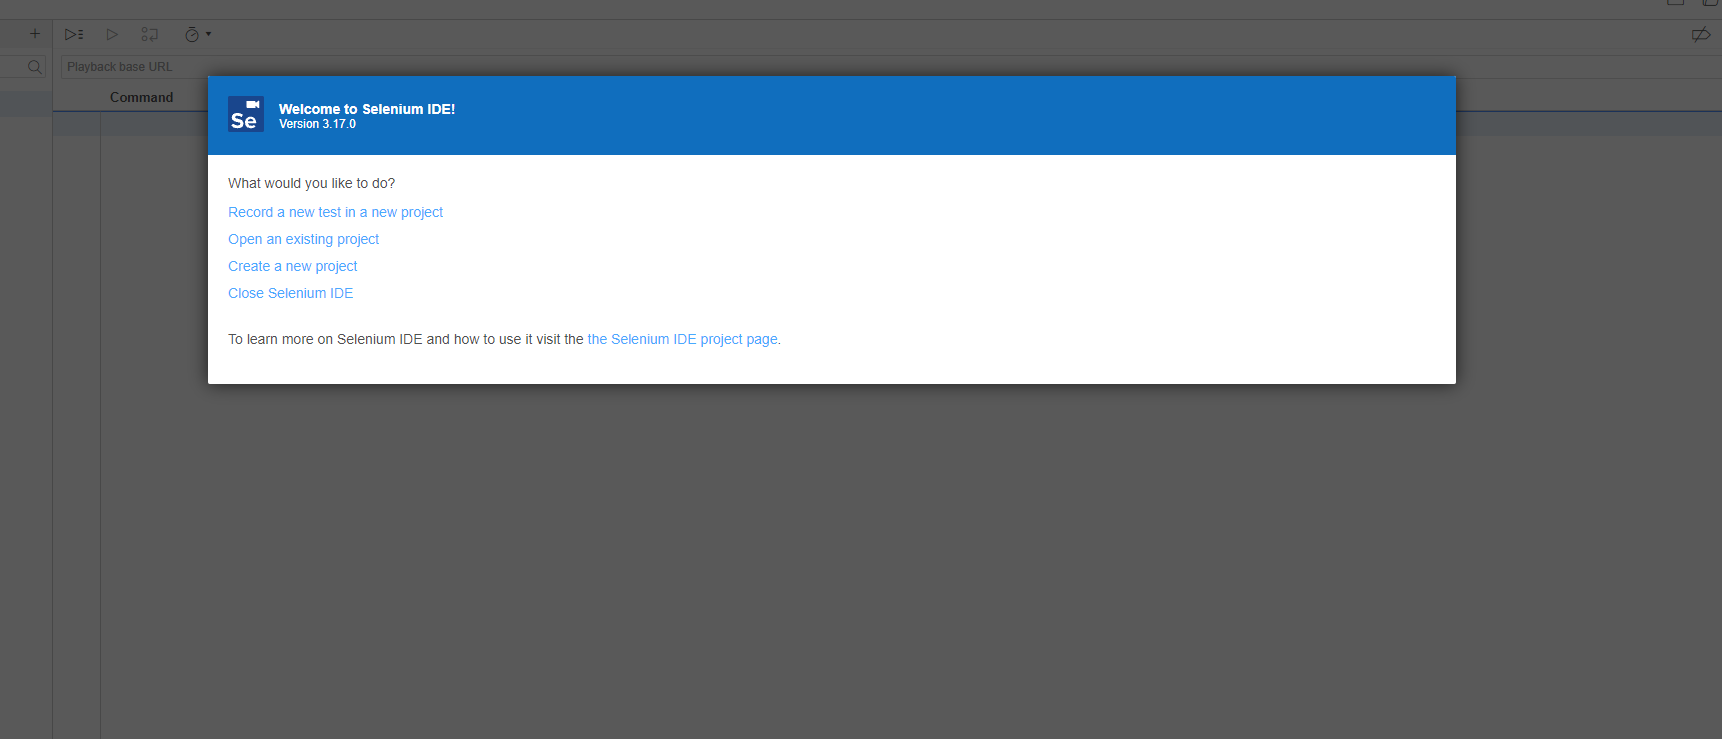 Playback base URL
Command
Se
Welcome to Selenium IDE!
Version 3.17.0
What would you like to do?
Record a new test in a new project
Open an existing project
Create a new project
Close Selenium IDE
To learn more on Selenium IDE and how to use it visit the the Selenium IDE project page.